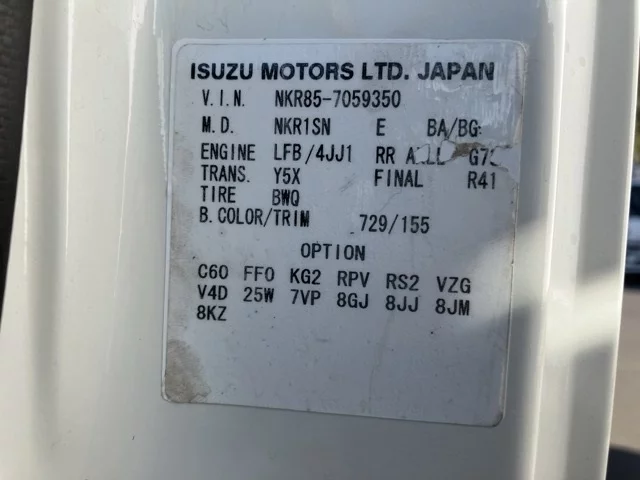 ISUZU MOTORS LTD. JAPAN
V.I.N. NKR85-7059350
M.D. NKR1SN E BA/BG
ENGINE LFB/4JJ1 RR
TRANS. Y5X FINAL R41
TIRE BWQ
B.COLOR/TRIM 729/155
OPTION
C60 FF0 KG2 RPV RS2 VZG
V4D 25W 7VP 8GJ 8JJ 8JM
8KZ